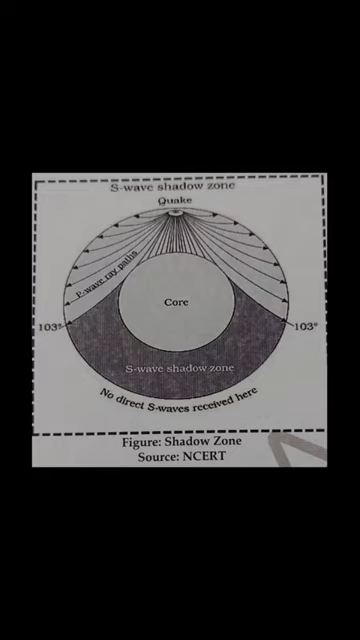 S-wave shadow zone
Quake
P-wave ray paths
Core
103°
103°
S-wave shadow zone
No direct S-waves received here
Figure: Shadow Zone
Source: NCERT